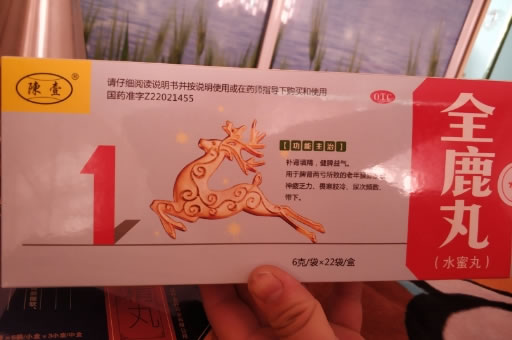 陳壹®
请仔细阅读说明书并按说明使用或在药师指导下购买和使用
国药准字Z22021455
OTC
全鹿丸
(水蜜丸)
1
【功能主治】
补肾填精，健脾益气。
用于脾肾两亏所致的老年
神疲乏力、畏寒肢冷、尿次频数、
带下。
6克/袋×22袋/盒
丸